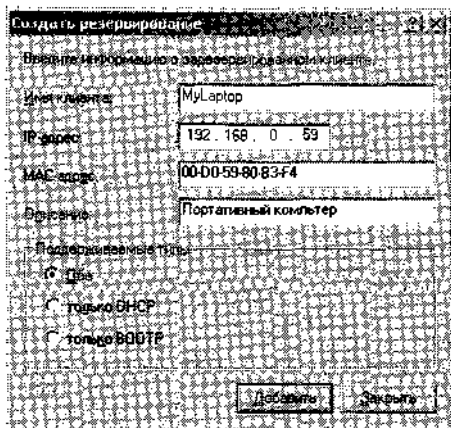 Создать резервирование
Введите информацию о зарезервированном клиенте.
Имя клиента: MyLaptop
IP-адрес: 192 . 168 . 0 . 59
MAC-адрес: 00-D0-59-80-B3-F4
Описание: Портативный комльтер
Поддерживаемые типы
Оба
только DHCP
только BOOTP
Добавить Закрыть